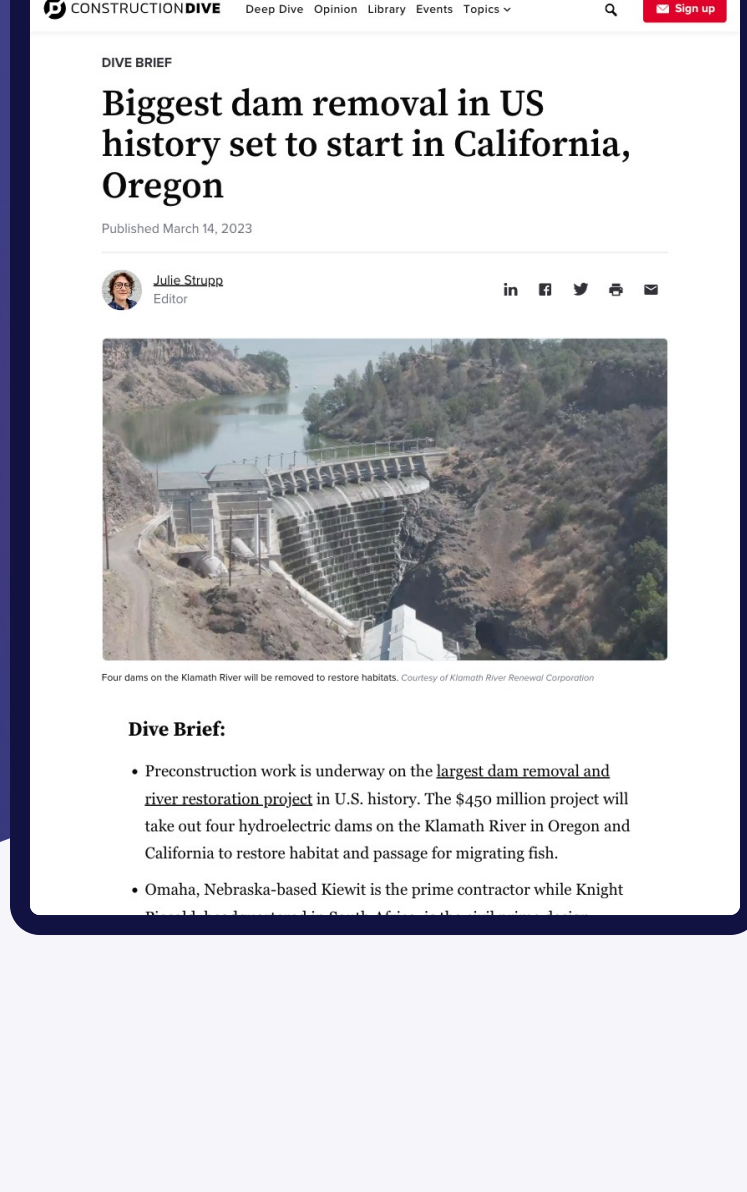 CONSTRUCTIONDIVE Deep Dive Opinion Library Events Topics Sign up
DIVE BRIEF
Biggest dam removal in US
history set to start in California,
Oregon
Published March 14, 2023
Julie Strupp
Editor
Four dams on the Klamath River will be removed to restore habitats. Courtesy of Klamath River Renewal Corporation
Dive Brief:
• Preconstruction work is underway on the largest dam removal and
river restoration project in U.S. history. The $450 million project will
take out four hydroelectric dams on the Klamath River in Oregon and
California to restore habitat and passage for migrating fish.
• Omaha, Nebraska-based Kiewit is the prime contractor while Knight